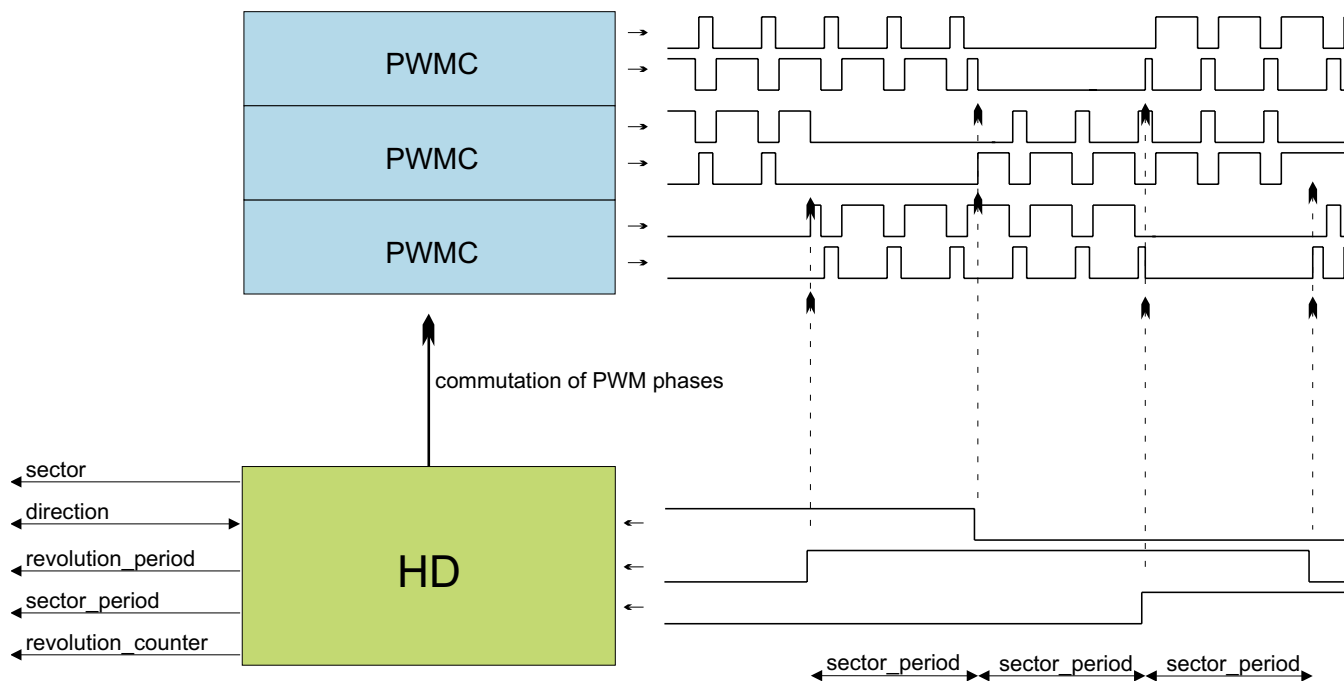 PWMC
PWMC
PWMC
commutation of PWM phases
sector
direction
revolution_period
sector_period
revolution_counter
HD
sector_period
sector_period
sector_period